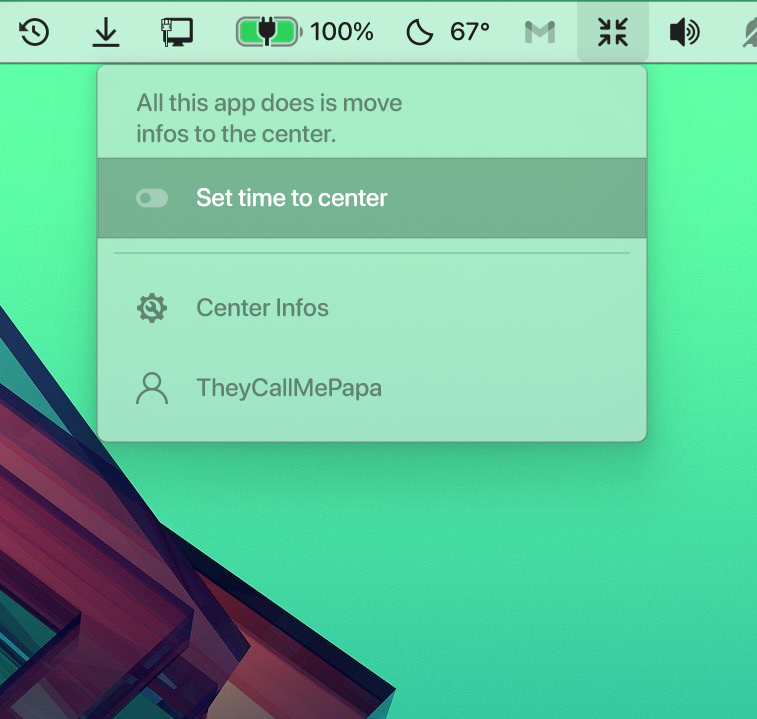 100% 67°
All this app does is move
infos to the center.
Set time to center
Center Infos
TheyCallMePapa